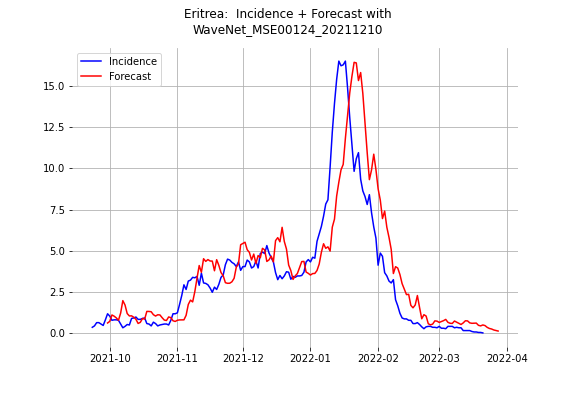 Eritrea:  Incidence + Forecast with
WaveNet_MSE00124_20211210
Incidence
Forecast
15.0
12.5
10.0
7.5
5.0
2.5
0.0
2021-10 2021-11 2021-12 2022-01 2022-02 2022-03 2022-04